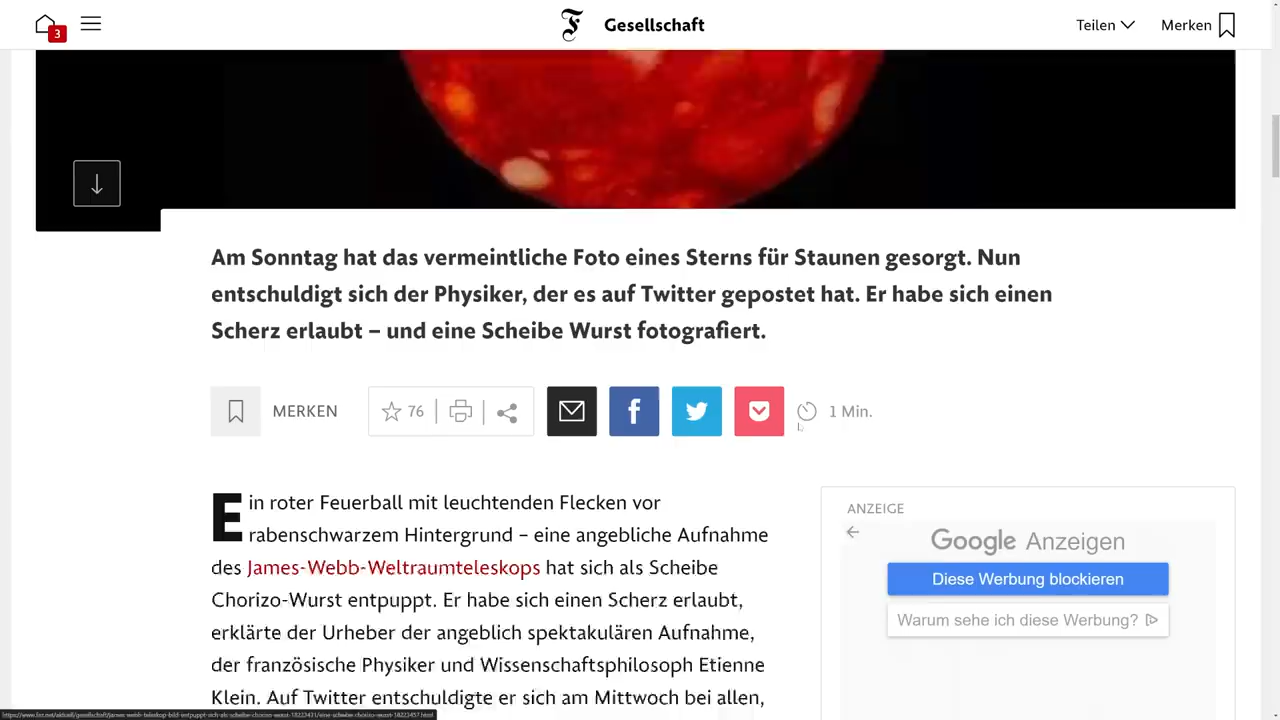 3
F
Gesellschaft
Teilen
Merken
Am Sonntag hat das vermeintliche Foto eines Sterns für Staunen gesorgt. Nun
entschuldigt sich der Physiker, der es auf Twitter gepostet hat. Er habe sich einen
Scherz erlaubt – und eine Scheibe Wurst fotografiert.
MERKEN
76
f
1 Min.
Ein roter Feuerball mit leuchtenden Flecken vor
rabenschwarzem Hintergrund – eine angebliche Aufnahme
des James-Webb-Weltraumteleskops hat sich als Scheibe
Chorizo-Wurst entpuppt. Er habe sich einen Scherz erlaubt,
erklärte der Urheber der angeblich spektakulären Aufnahme,
der französische Physiker und Wissenschaftsphilosoph Etienne
Klein. Auf Twitter entschuldigte er sich am Mittwoch bei allen,
ANZEIGE
Google Anzeigen
Diese Werbung blockieren
Warum sehe ich diese Werbung?